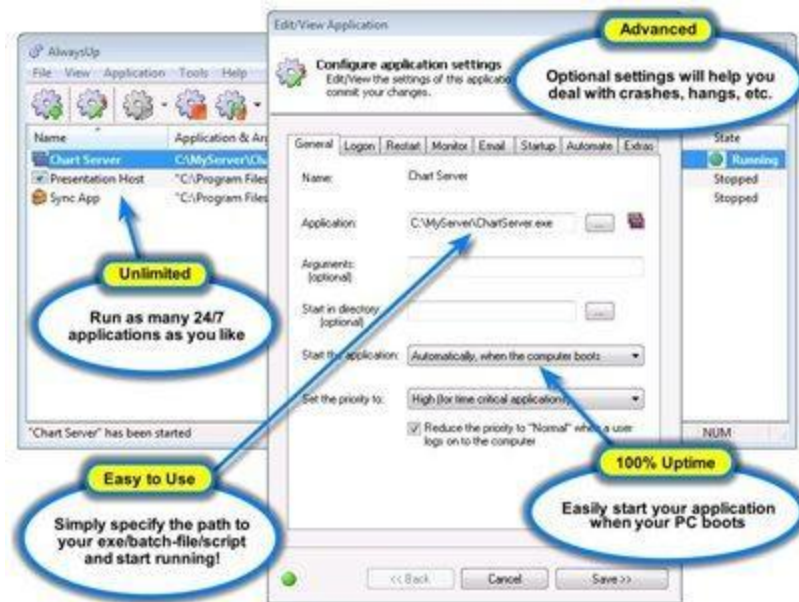 AlwaysUp
File View Application Tools Help
Name
Application & Ar
Chart Server
C:\MyServer\Cha
Presentation Host
"C:\Program Files
Sync App
"C:\Program Files
Unlimited
Run as many 24/7
applications as you like
"Chart Server" has been started
Easy to Use
Simply specify the path to
your exe/batch-file/script
and start running!
Edit/View Application
Configure application settings
Edit/View the settings of this applicatio
commit your changes.
General Logon Restart Monitor Email Startup Automate Extras
Name:
Chart Server
Application:
C:\MyServer\ChartServer.exe
...
Arguments:
(optional)
Start in directory:
(optional)
...
Start the application:
Automatically, when the computer boots
Set the priority to:
High (for time critical applications)
Reduce the priority to "Normal" when a user
logs on to the computer
<< Back
Cancel
Save >>
Advanced
Optional settings will help you
deal with crashes, hangs, etc.
State
Running
Stopped
Stopped
NUM
100% Uptime
Easily start your application
when your PC boots